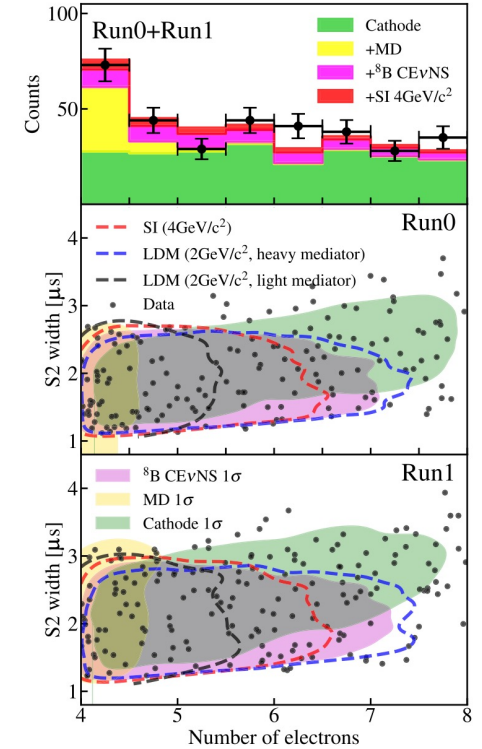 Run0+Run1
100
50
Counts
Cathode
+MD
+⁸B CEνNS
+SI 4GeV/c²
Run0
SI (4GeV/c²)
LDM (2GeV/c², heavy mediator)
LDM (2GeV/c², light mediator)
Data
4
3
2
1
S2 width [μs]
Run1
⁸B CEνNS 1σ
MD 1σ
Cathode 1σ
4
3
2
1
S2 width [μs]
4 5 6 7 8
Number of electrons